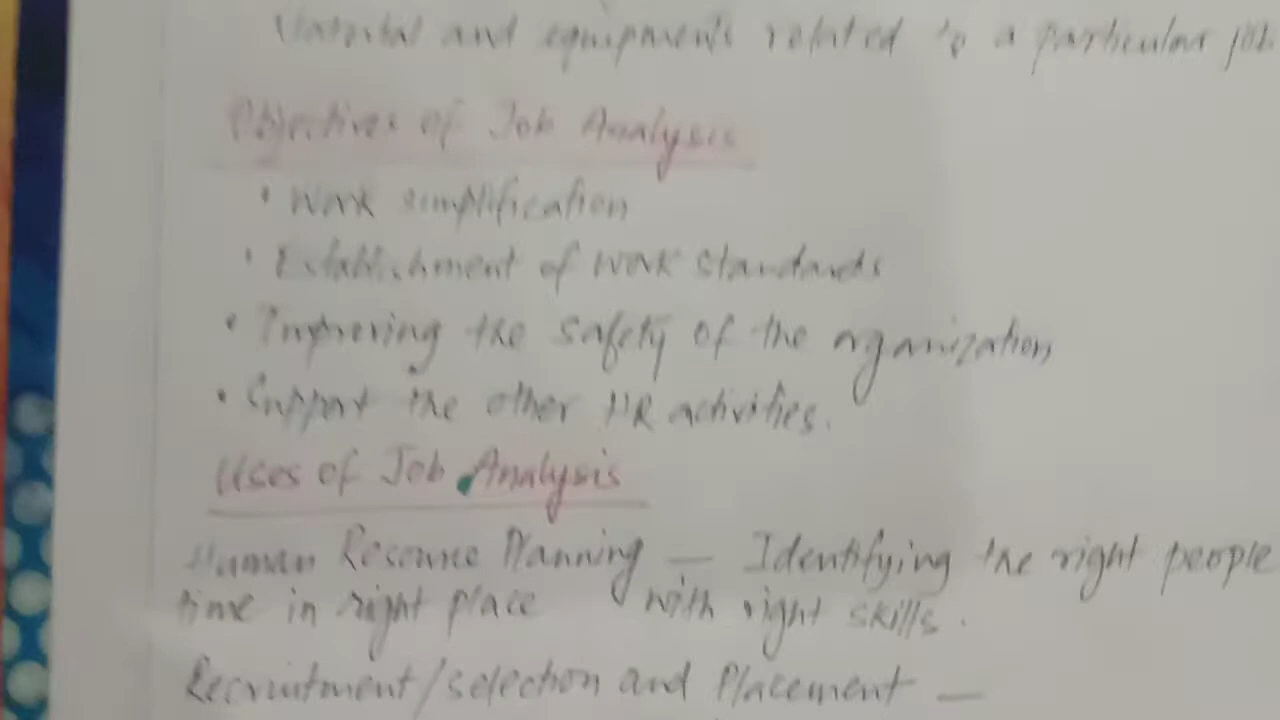 Material and equipments related to a particular job
Objectives of Job Analysis
• Work simplification
• Establishment of work standards
• Improving the safety of the organization
• Support the other HR activities.
Uses of Job Analysis
Human Resource Planning — Identifying the right people
time in right place with right skills.
Recruitment/selection and Placement —